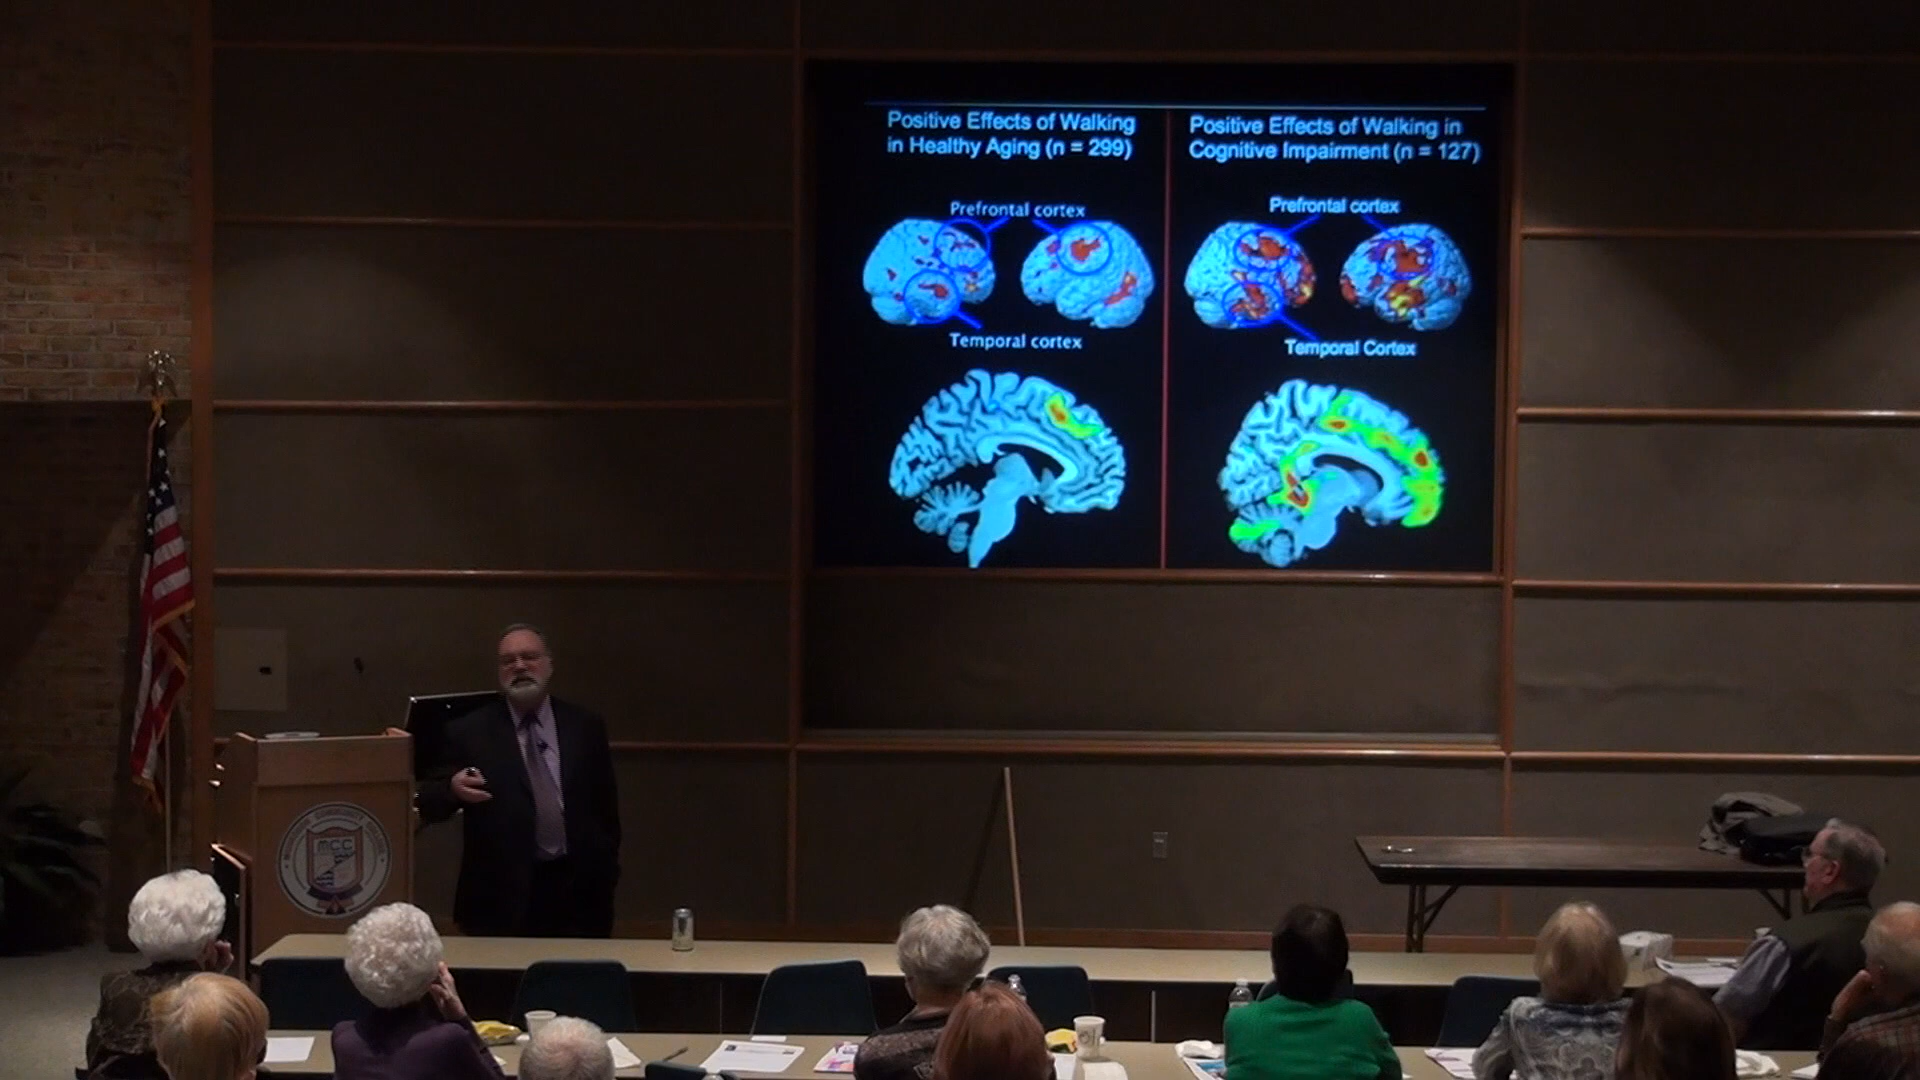 Positive Effects of Walking
in Healthy Aging (n = 299)
Positive Effects of Walking in
Cognitive Impairment (n = 127)
Prefrontal cortex
Prefrontal cortex
Temporal cortex
Temporal Cortex
MCC